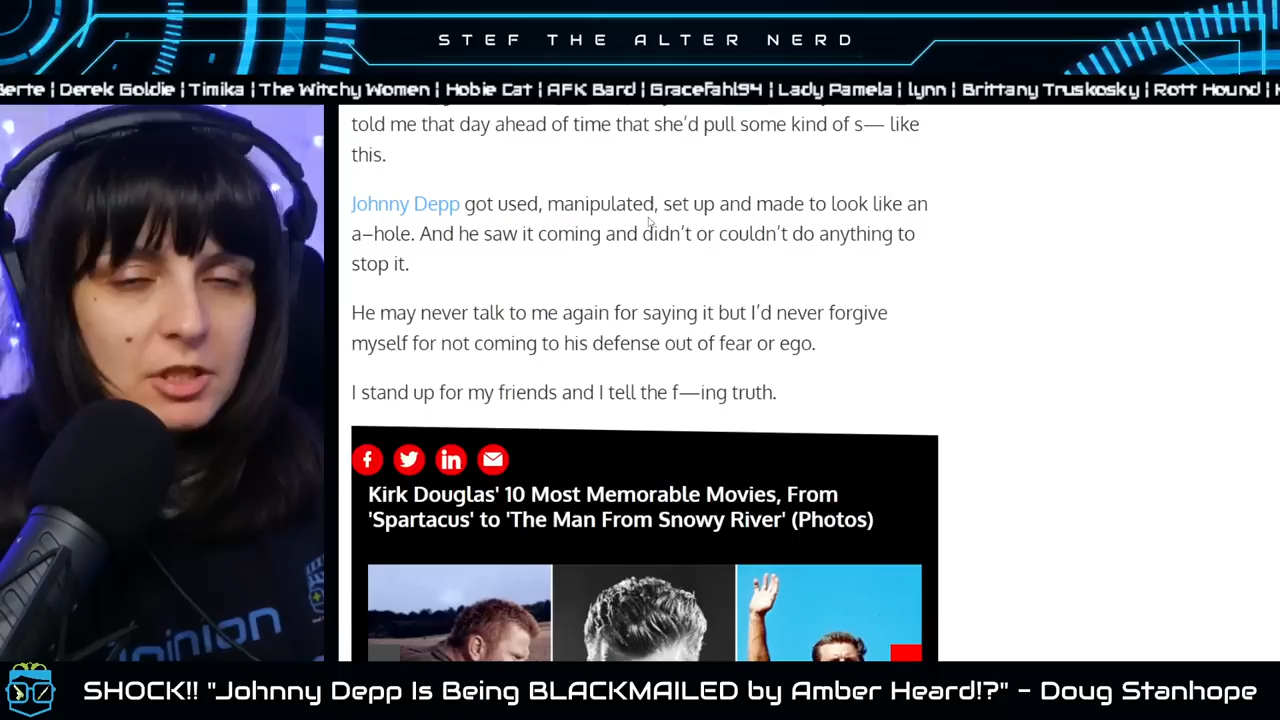 STEF THE ALTER NERD
Berte | Derek Goldie | Timika | The Witchy Women | Hobie Cat | AFK Bard | Gracefahl94 | Lady Pamela | lynn | Brittany Truskosky | Rott Hound |
told me that day ahead of time that she'd pull some kind of s— like
this.
Johnny Depp got used, manipulated, set up and made to look like an
a–hole. And he saw it coming and didn't or couldn't do anything to
stop it.
He may never talk to me again for saying it but I'd never forgive
myself for not coming to his defense out of fear or ego.
I stand up for my friends and I tell the f—ing truth.
Kirk Douglas' 10 Most Memorable Movies, From
'Spartacus' to 'The Man From Snowy River' (Photos)
SHOCK!! "Johnny Depp Is Being BLACKMAILED by Amber Heard!?" - Doug Stanhope